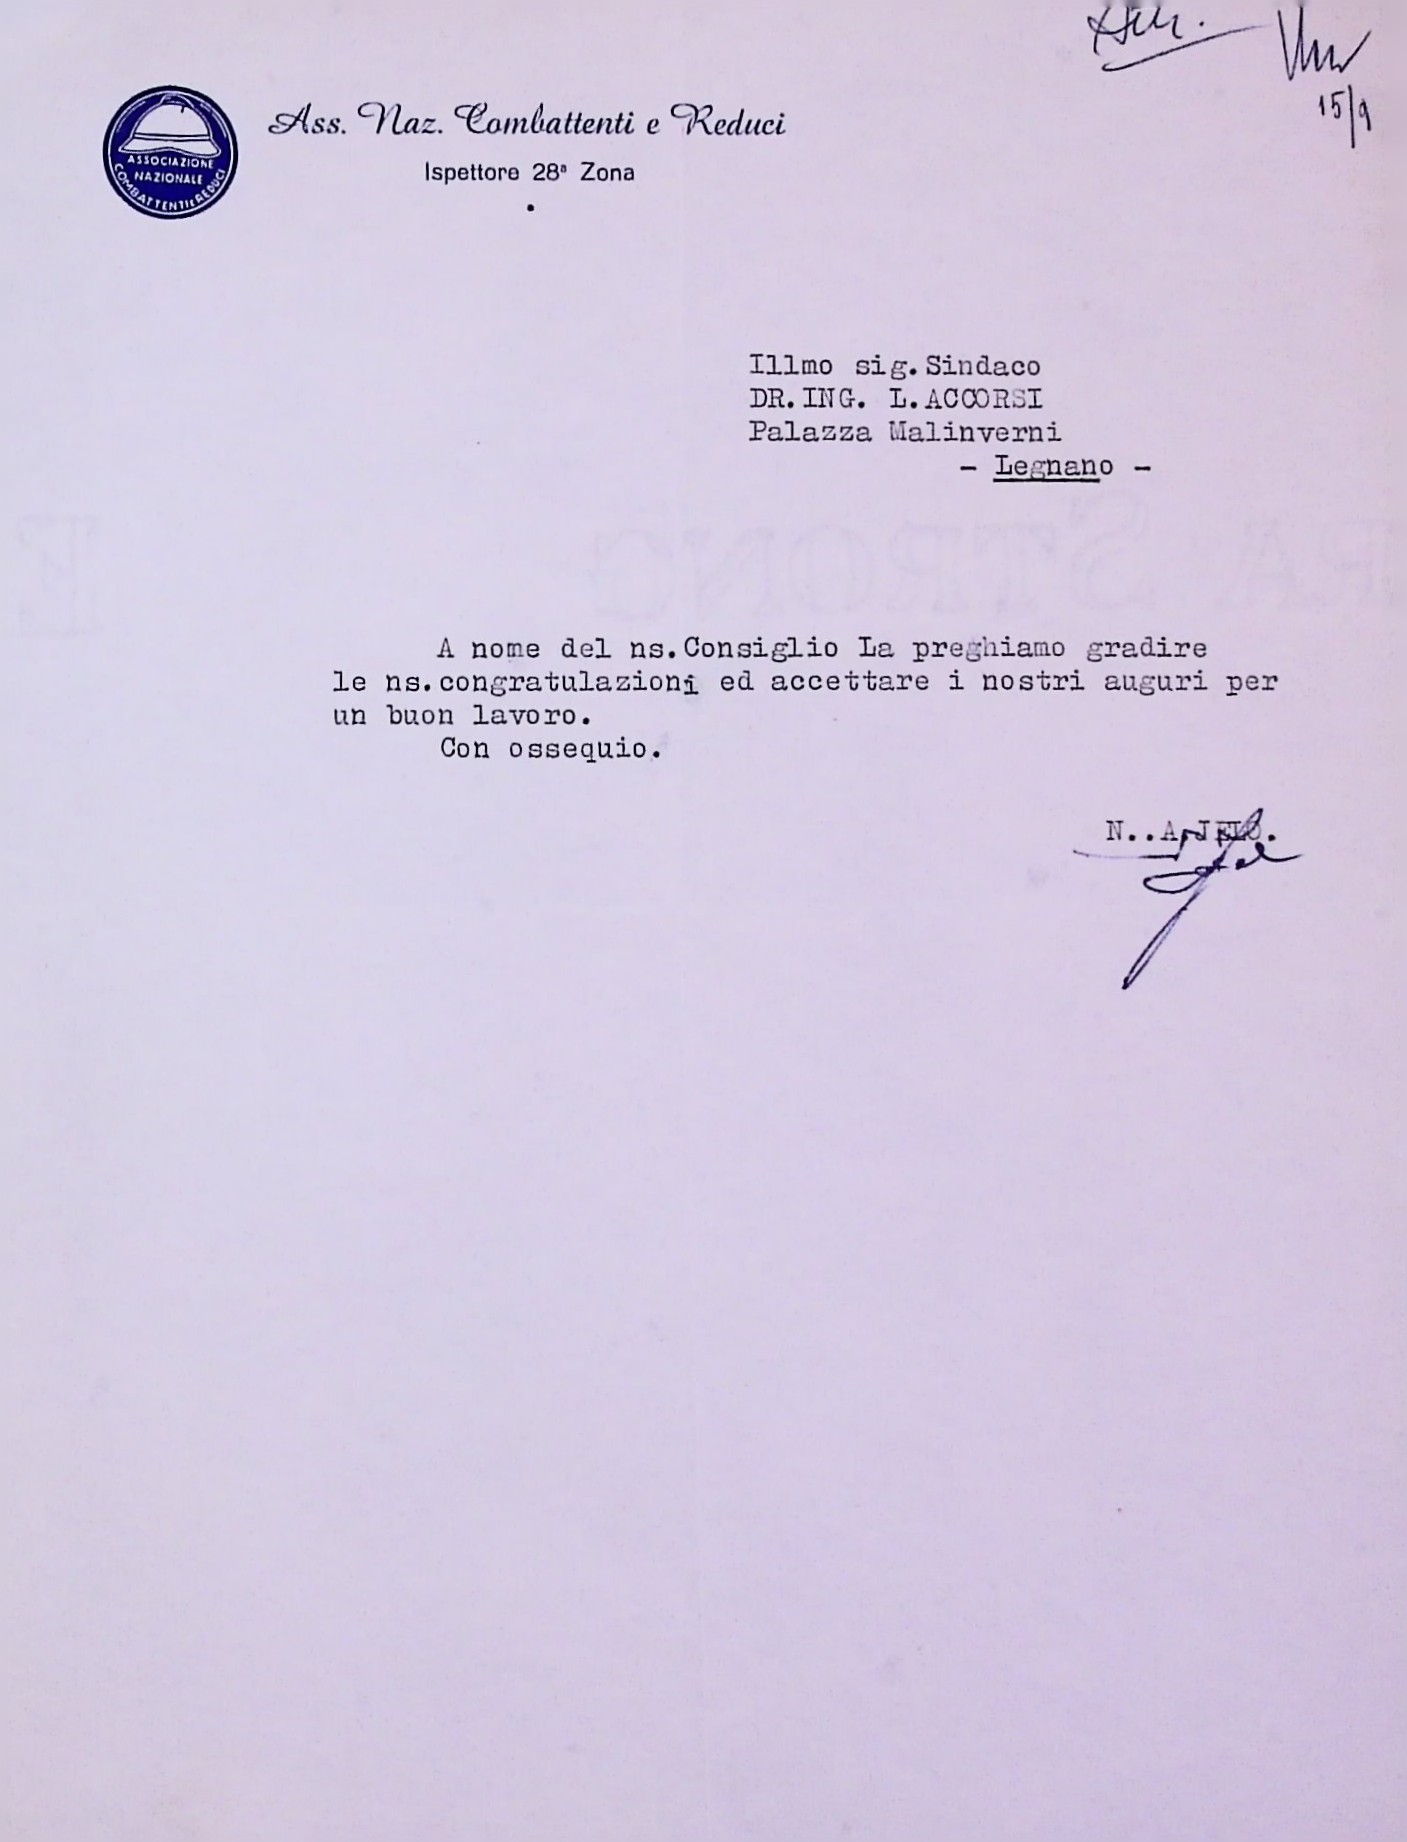 15/9
ASSOCIAZIONE
NAZIONALE
COMBATTENTI E REDUCI
Ass. Naz. Combattenti e Reduci
Ispettore 28ª Zona
Illmo sig.Sindaco
DR.ING. L.ACCORSI
Palazza Malinverni
- Legnano -
A nome del ns.Consiglio La preghiamo gradire
le ns.congratulazioni ed accettare i nostri auguri per
un buon lavoro.
Con ossequio.
STRONG